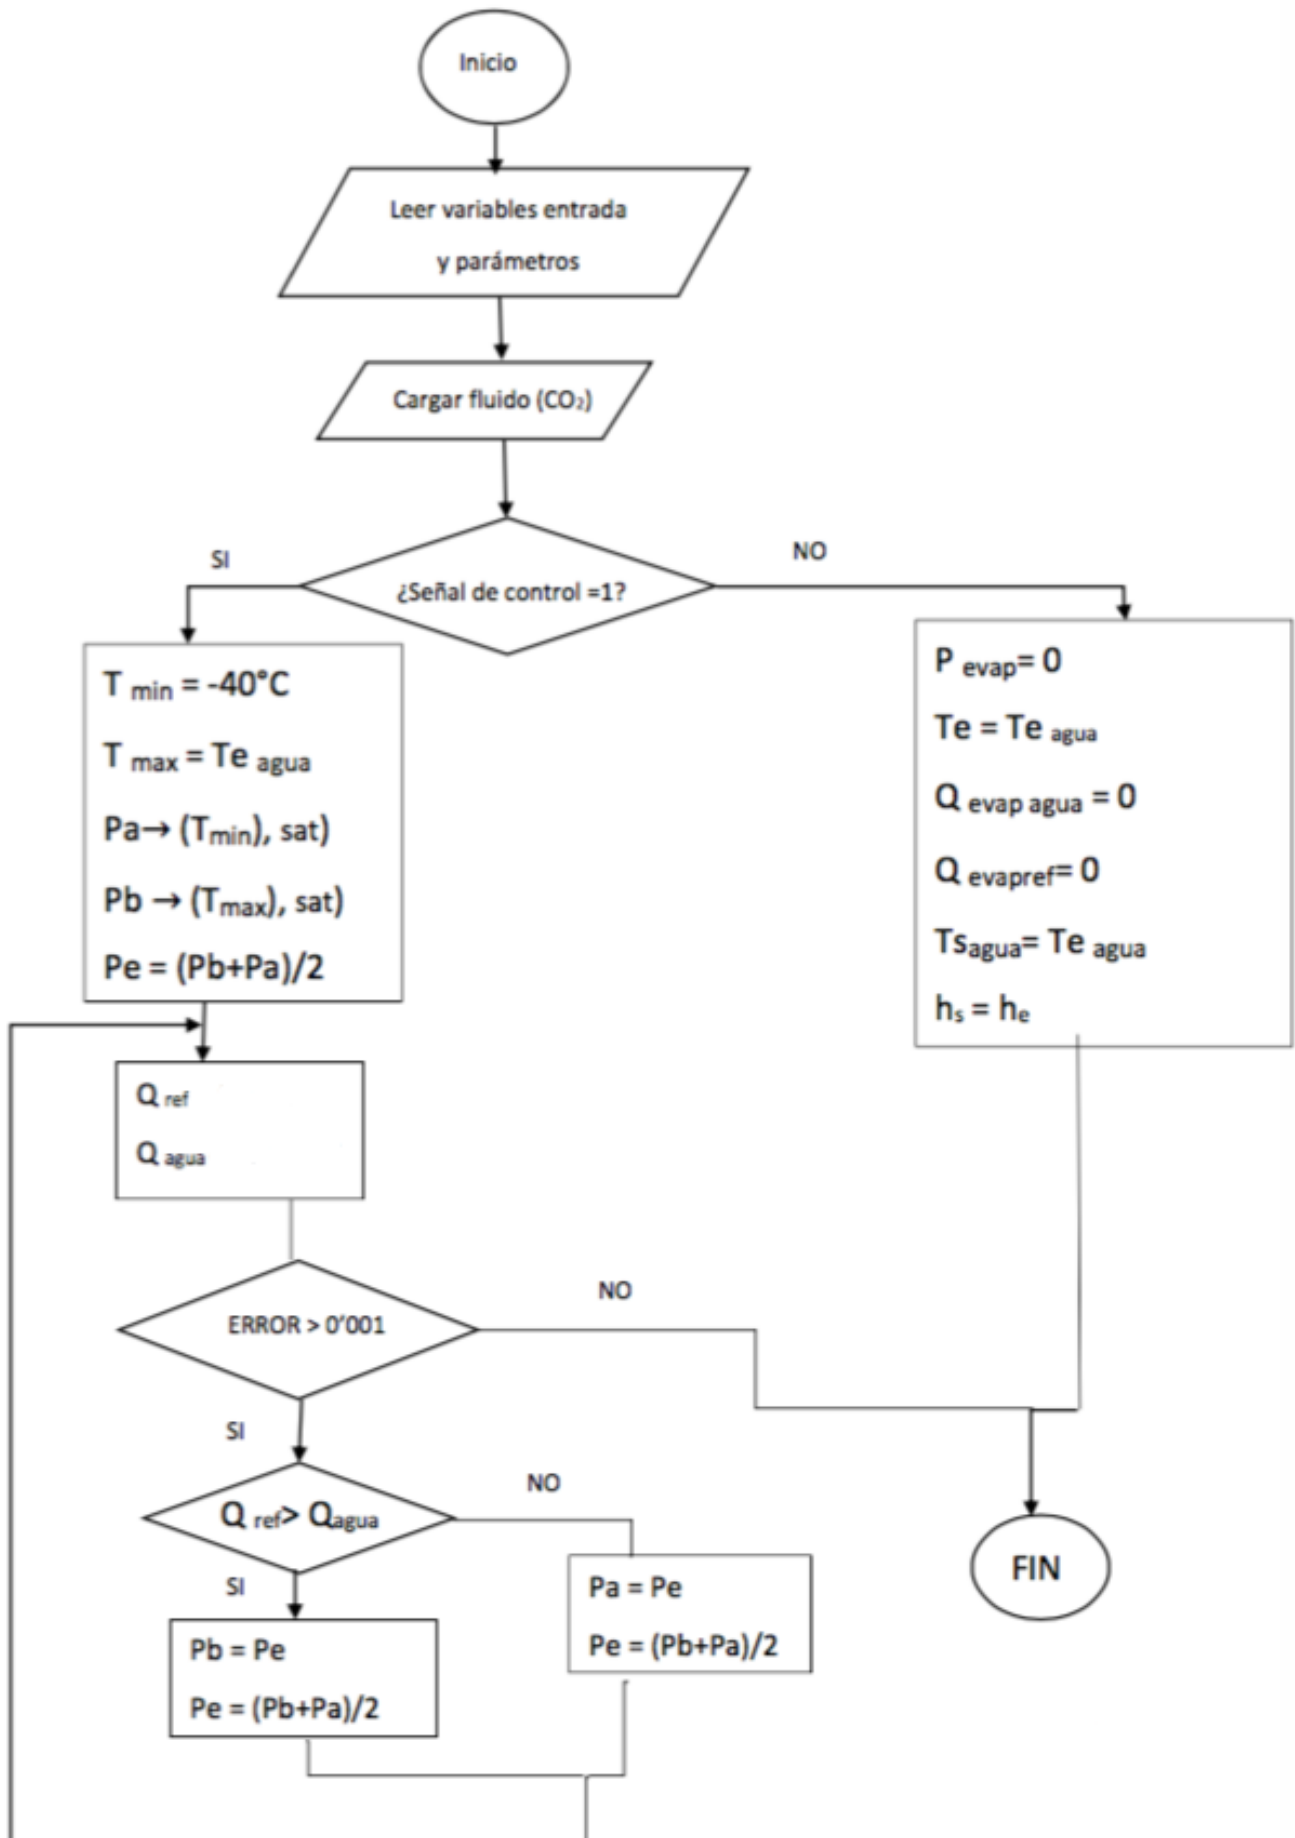 Inicio
Leer variables entrada
y parámetros
Cargar fluido (CO₂)
¿Señal de control =1?
SI
NO
T min = -40°C
T max = Te agua
Pa→ (Tmin), sat)
Pb → (Tmax), sat)
Pe = (Pb+Pa)/2
P evap= 0
Te = Te agua
Q evap agua = 0
Q evapref= 0
Tsagua= Te agua
hs = he
Q ref
Q agua
ERROR > 0'001
NO
SI
Q ref> Qagua
NO
SI
Pa = Pe
Pe = (Pb+Pa)/2
Pb = Pe
Pe = (Pb+Pa)/2
FIN